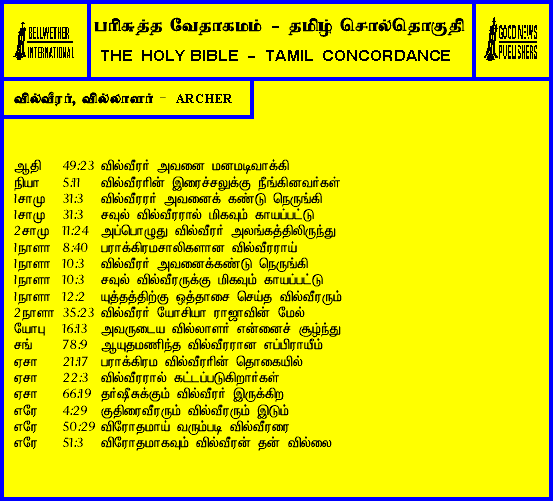 BELLWETHER
INTERNATIONAL
பரிசுத்த வேதாகமம் – தமிழ் சொல்தொகுதி
THE HOLY BIBLE – TAMIL CONCORDANCE
GOOD NEWS
PUBLISHERS
வில்வீரர், வில்லாளர் – ARCHER
ஆதி 49:23 வில்வீரர் அவனை மனமடிவாக்கி
நியா 5:11 வில்வீரரின் இரைச்சலுக்கு நீங்கினவர்கள்
1சாமு 31:3 வில்வீரரர் அவனைக் கண்டு நெருங்கி
1சாமு 31:3 சவுல் வில்வீரரால் மிகவும் காயப்பட்டு
2சாமு 11:24 அப்பொழுது வில்வீரர் அலங்கத்திலிருந்து
1நாளா 8:40 பராக்கிரமசாலிகளான வில்வீரராய்
1நாளா 10:3 வில்வீரர் அவனைக்கண்டு நெருங்கி
1நாளா 10:3 சவுல் வில்வீரருக்கு மிகவும் காயப்பட்டு
1நாளா 12:2 யுத்தத்திற்கு ஒத்தாசை செய்த வில்வீரரும்
2நாளா 35:23 வில்வீரர் யோசியா ராஜாவின் மேல்
யோபு 16:13 அவருடைய வில்லாளர் என்னைச் சூழ்ந்து
சங் 78:9 ஆயுதமணிந்த வில்வீரரான எப்பிராயீம்
ஏசா 21:17 பராக்கிரம வில்வீரரின் தொகையில்
ஏசா 22:3 வில்வீரரால் கட்டப்படுகிறார்கள்
ஏசா 66:19 தர்ஷீசுக்கும் வில்வீரர் இருக்கிற
எரே 4:29 குதிரைவீரரும் வில்வீரரும் இடும்
எரே 50:29 விரோதமாய் வரும்படி வில்வீரரை
எரே 51:3 விரோதமாகவும் வில்வீரன் தன் வில்லை